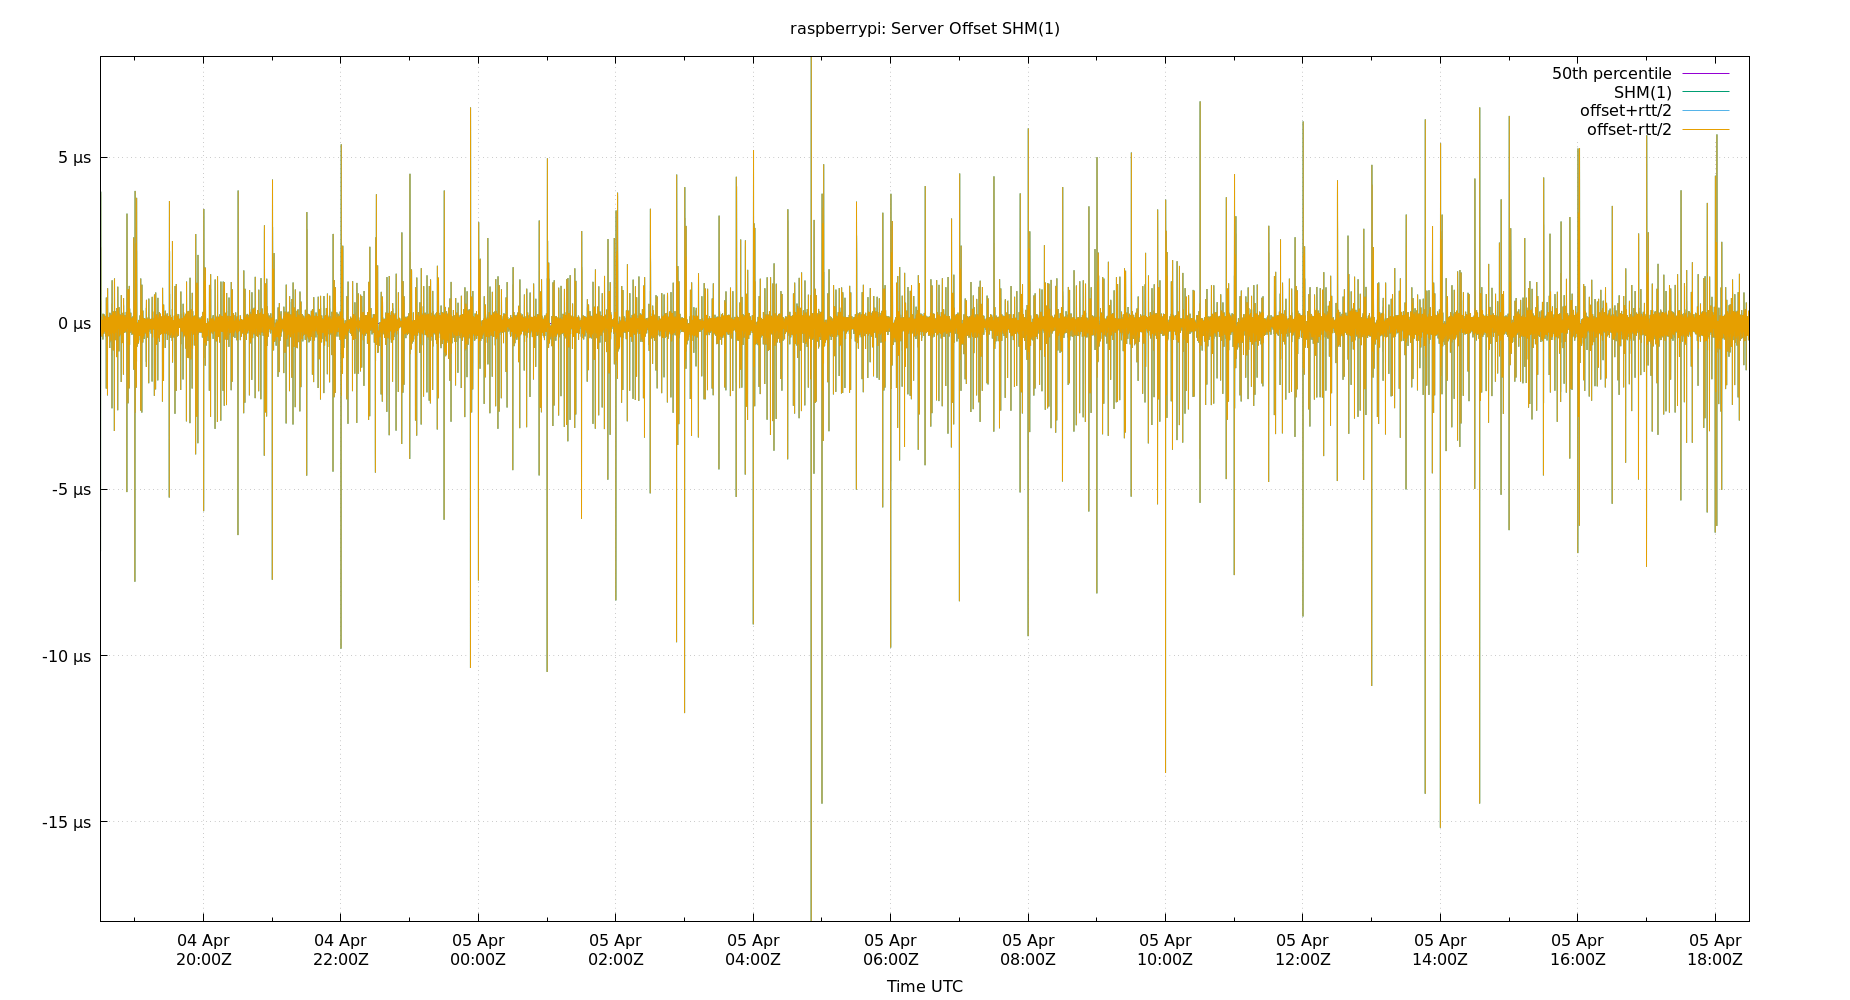 raspberrypi: Server Offset SHM(1)
50th percentile
SHM(1)
offset+rtt/2
offset-rtt/2
5 µs
0 µs
-5 µs
-10 µs
-15 µs
04 Apr 04 Apr 05 Apr 05 Apr 05 Apr 05 Apr 05 Apr 05 Apr 05 Apr 05 Apr 05 Apr 05 Apr
20:00Z 22:00Z 00:00Z 02:00Z 04:00Z 06:00Z 08:00Z 10:00Z 12:00Z 14:00Z 16:00Z 18:00Z
Time UTC